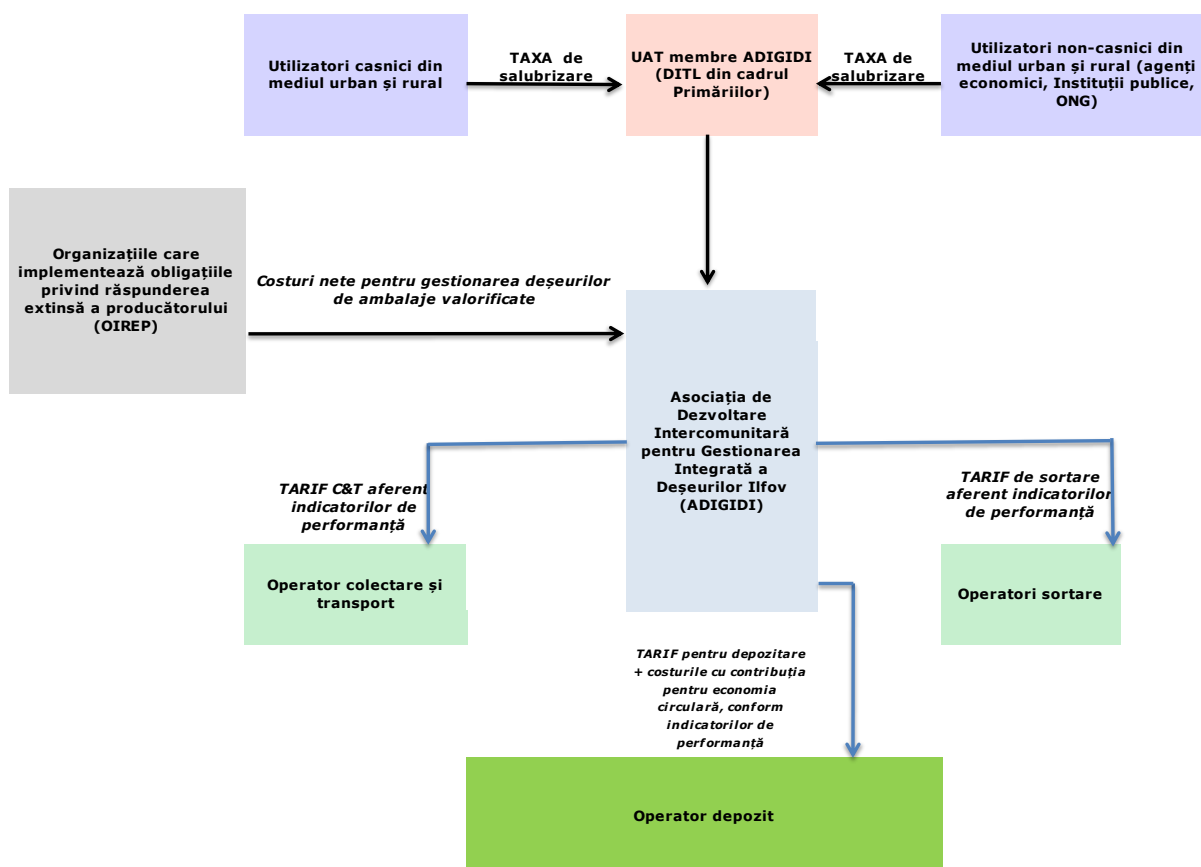 Utilizatori casnici din
mediul urban și rural
TAXA de
salubrizare
UAT membre ADIGIDI
(DITL din cadrul
Primăriilor)
TAXA de
salubrizare
Utilizatori non-casnici din
mediul urban și rural (agenți
economici, Instituții publice,
ONG)
Organizațiile care
implementează obligațiile
privind răspunderea
extinsă a producătorului
(OIREP)
Costuri nete pentru gestionarea deșeurilor
de ambalaje valorificate
Asociația de
Dezvoltare
Intercomunitară
pentru Gestionarea
Integrată a
Deșeurilor Ilfov
(ADIGIDI)
TARIF C&T aferent
indicatorilor de
performanță
TARIF de sortare
aferent indicatorilor
de performanță
Operator colectare și
transport
Operatori sortare
TARIF pentru depozitare
+ costurile cu contribuția
pentru economia
circulară, conform
indicatorilor de
performanță
Operator depozit